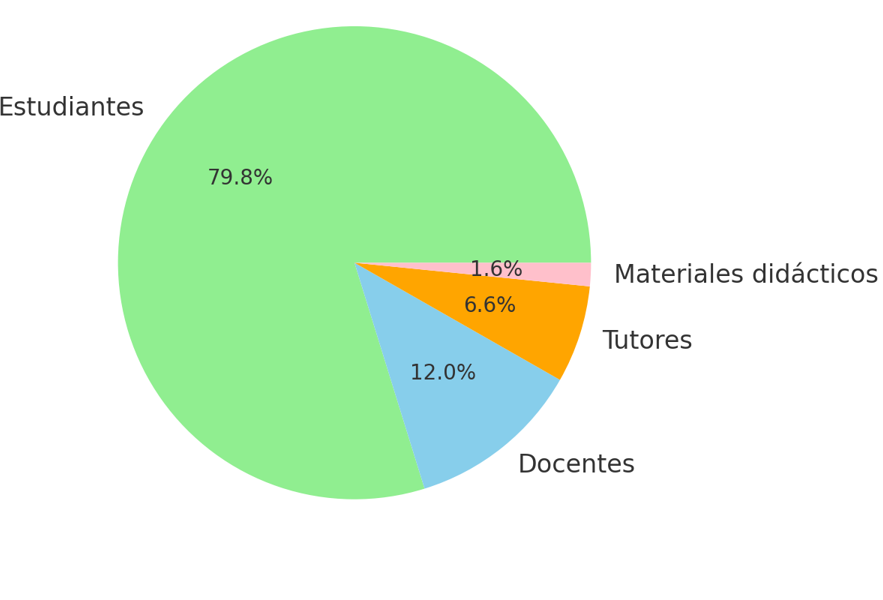 Estudiantes
79.8%
1.6%
Materiales didácticos
6.6%
Tutores
12.0%
Docentes